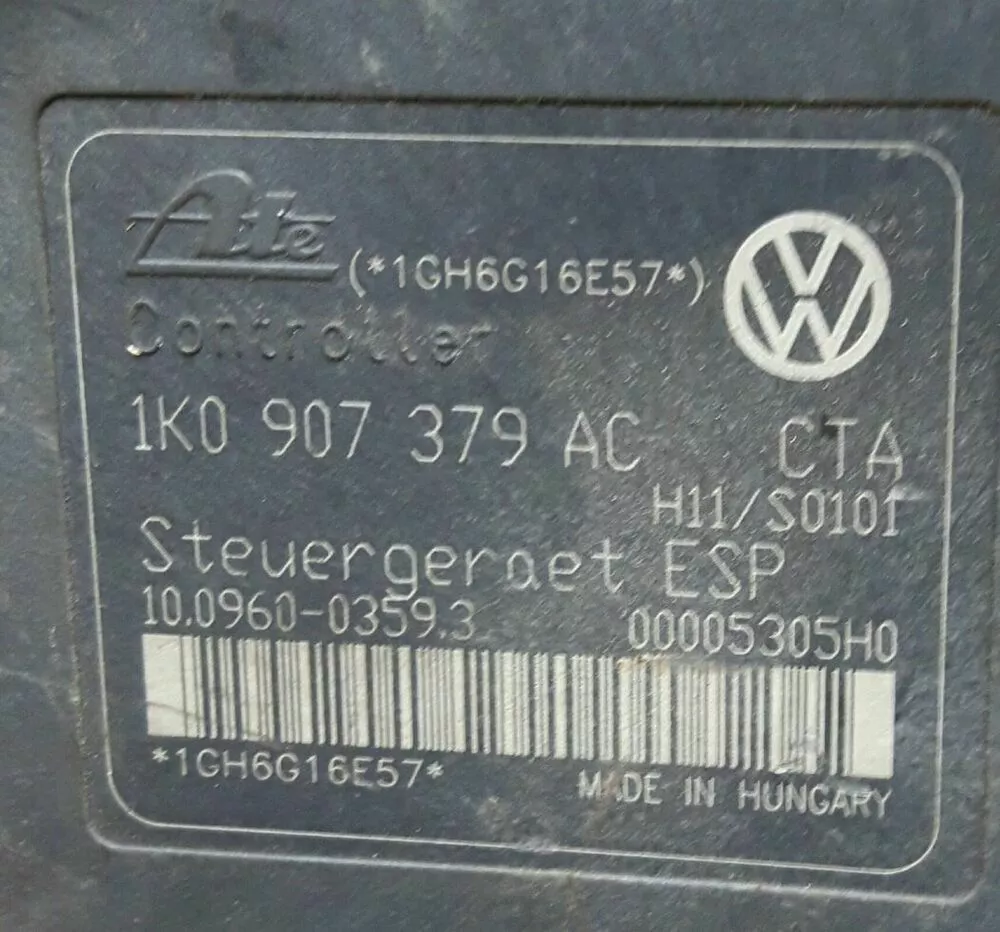 Ate (*1GH6G16E57*)
Controller
1K0 907 379 AC CTA
H11/S0101
Steuergeraet ESP
10.0960-0359.3 00005305H0
*1GH6G16E57* MADE IN HUNGARY